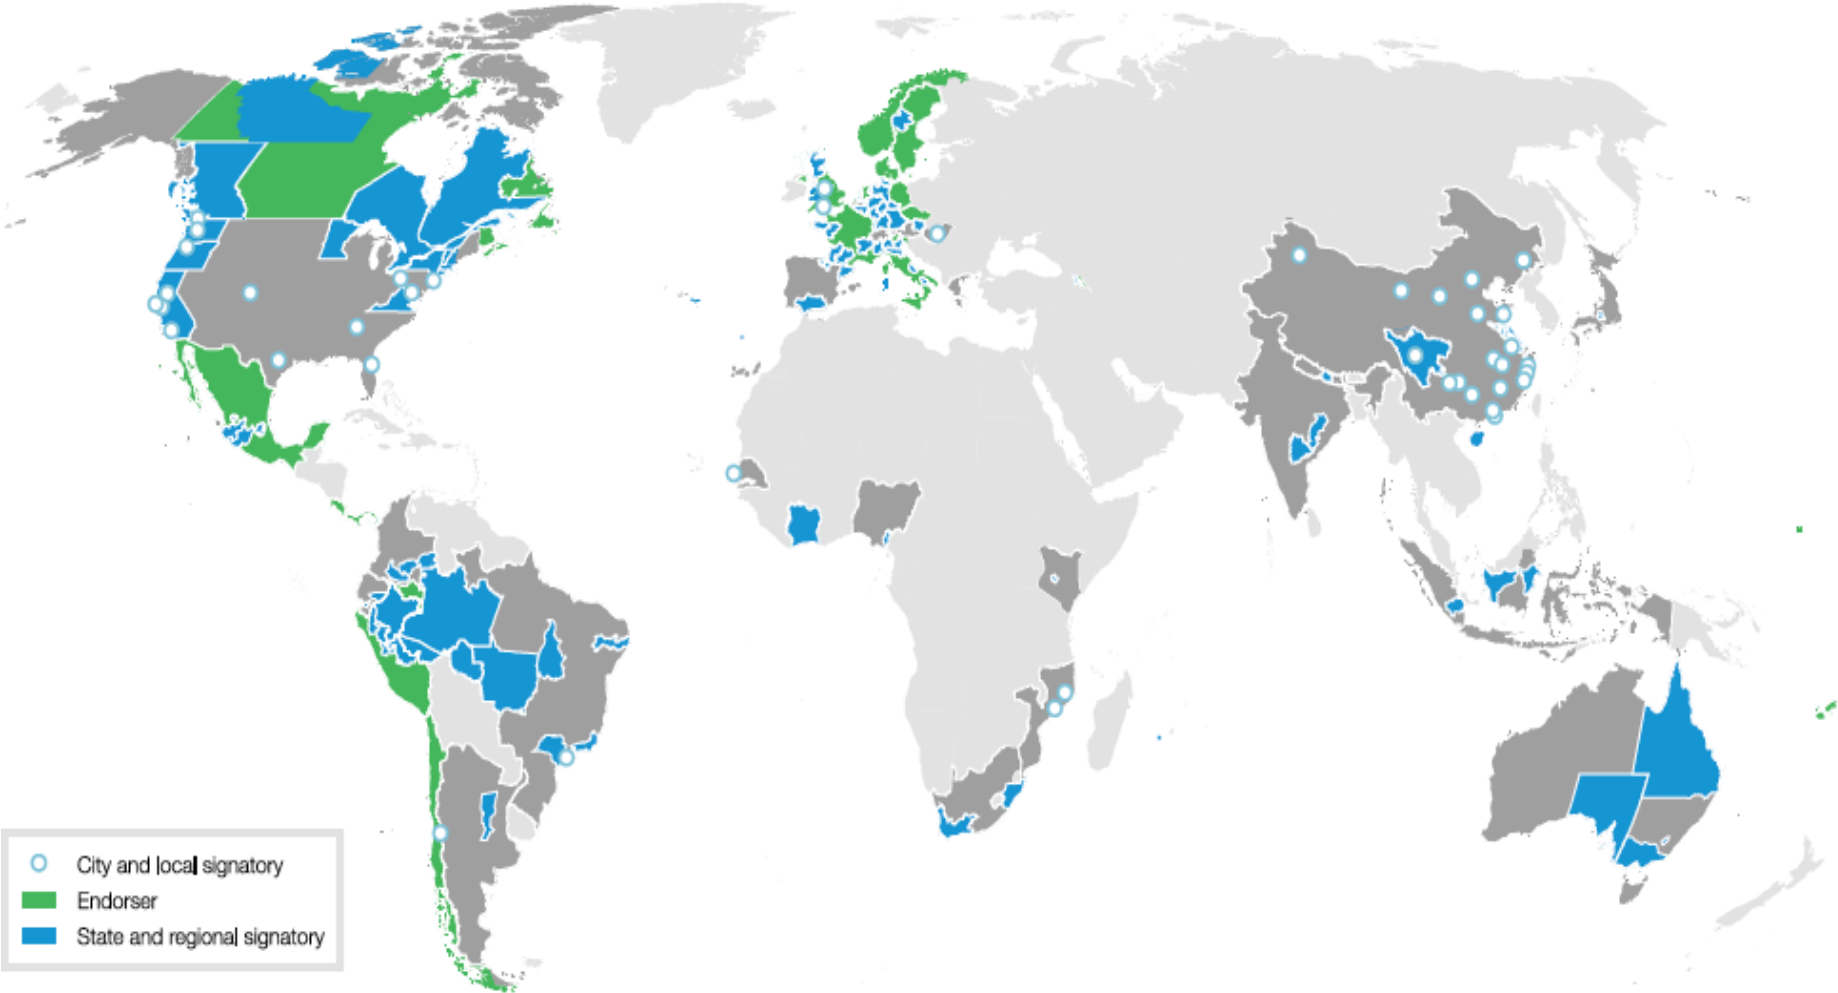 City and local signatory
Endorser
State and regional signatory